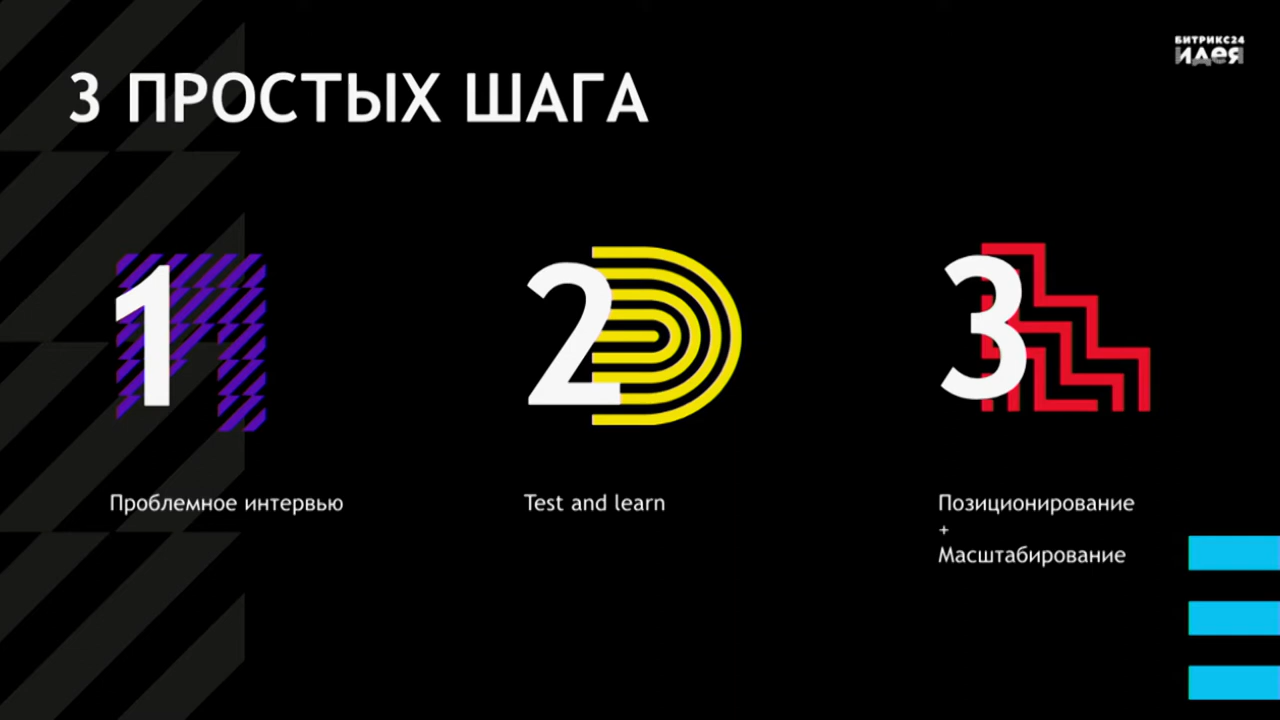 БИТРИКС24
идея
3 ПРОСТЫХ ШАГА
1
2
3
Проблемное интервью
Test and learn
Позиционирование
+
Масштабирование